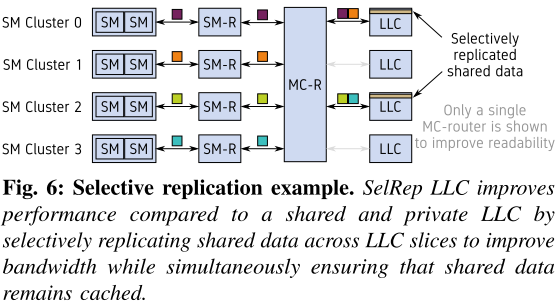 SM Cluster 0 SM SM SM-R LLC
Selectively
replicated
shared data
SM Cluster 1 SM SM SM-R LLC
MC-R
SM Cluster 2 SM SM SM-R LLC
Only a single
MC-router is shown
to improve readability
SM Cluster 3 SM SM SM-R LLC
Fig. 6: Selective replication example. SelRep LLC improves
performance compared to a shared and private LLC by
selectively replicating shared data across LLC slices to improve
bandwidth while simultaneously ensuring that shared data
remains cached.